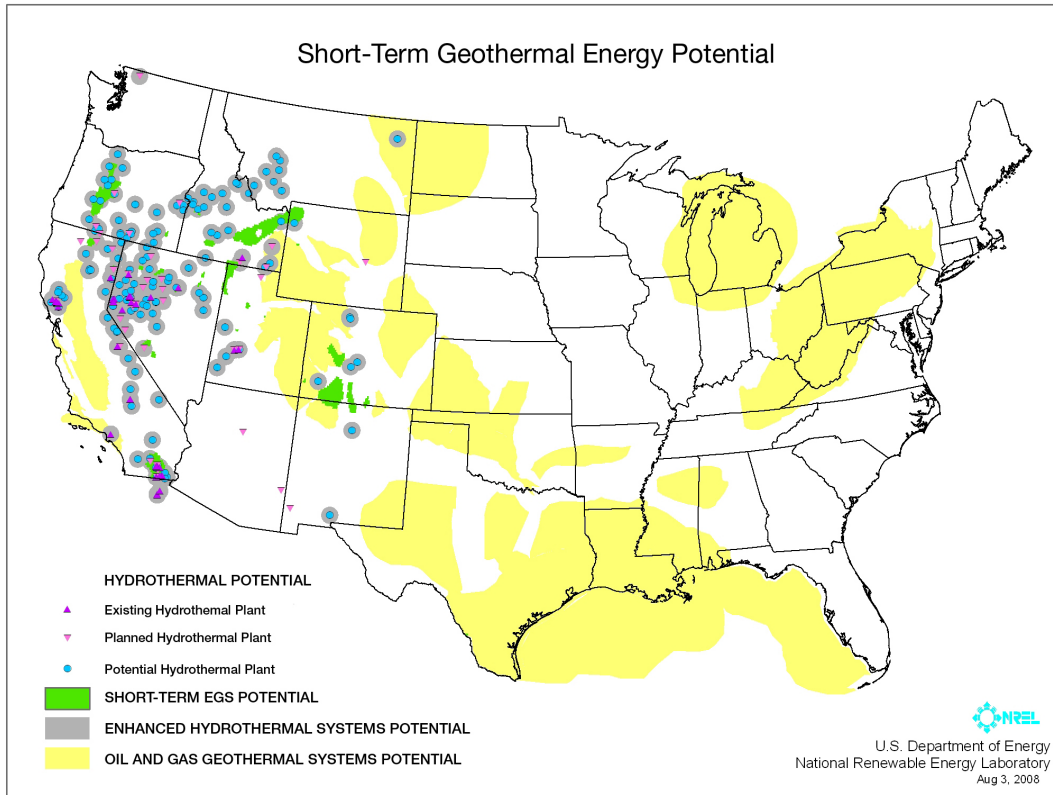 Short-Term Geothermal Energy Potential
HYDROTHERMAL POTENTIAL
Existing Hydrothemal Plant
Planned Hydrothermal Plant
Potential Hydrothermal Plant
SHORT-TERM EGS POTENTIAL
ENHANCED HYDROTHERMAL SYSTEMS POTENTIAL
OIL AND GAS GEOTHERMAL SYSTEMS POTENTIAL
NREL
U.S. Department of Energy
National Renewable Energy Laboratory
Aug 3, 2008